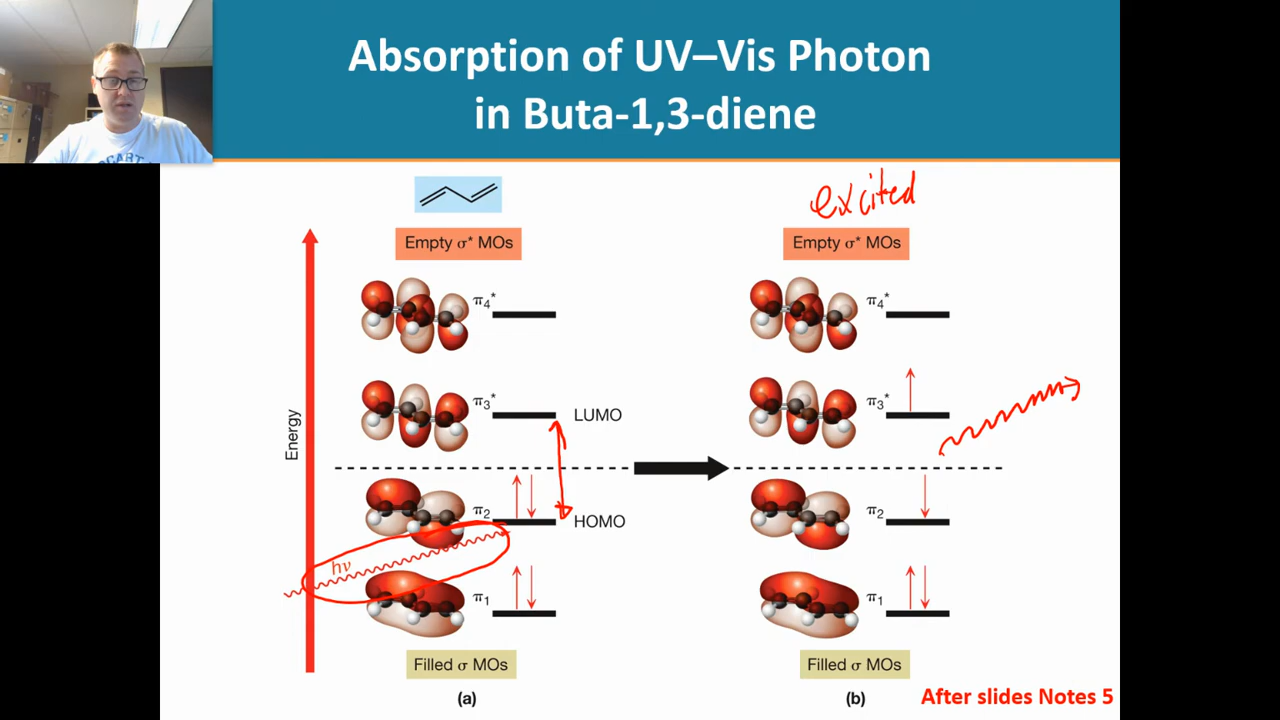 Absorption of UV–Vis Photon
in Buta-1,3-diene
excited
Empty σ* MOs
Empty σ* MOs
π4*
π4*
π3*
LUMO
π3*
Energy
π2
HOMO
π2
hν
π1
π1
Filled σ MOs
Filled σ MOs
(a)
(b)
After slides Notes 5